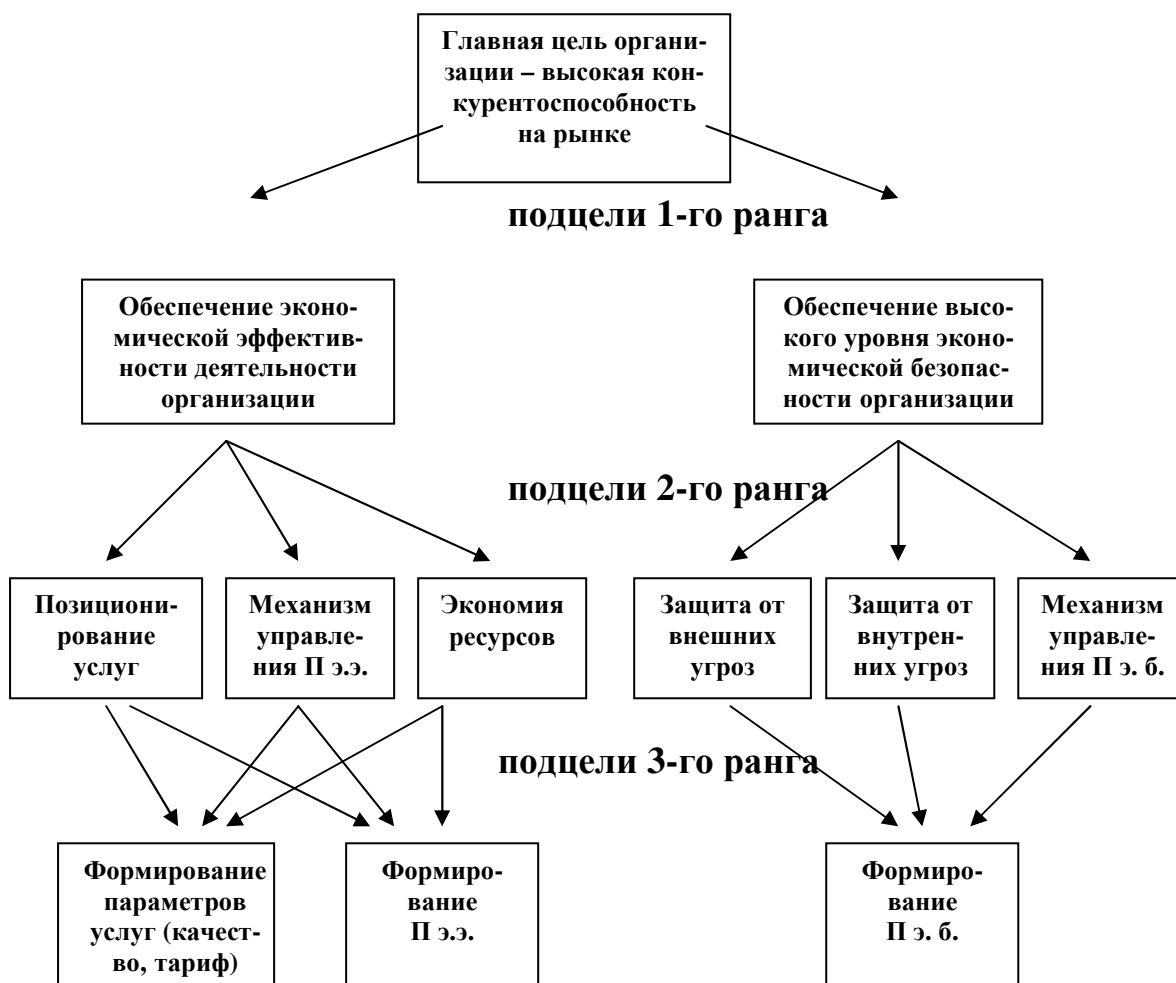 Главная цель органи-
зации – высокая кон-
курентоспособность
на рынке
подцели 1-го ранга
Обеспечение эконо-
мической эффектив-
ности деятельности
организации
Обеспечение высо-
кого уровня эконо-
мической безопас-
ности организации
подцели 2-го ранга
Позициони-
рование
услуг
Механизм
управле-
ния П э.э.
Экономия
ресурсов
Защита от
внешних
угроз
Защита от
внутрен-
них угроз
Механизм
управле-
ния П э. б.
подцели 3-го ранга
Формирование
параметров
услуг (качест-
во, тариф)
Формиро-
вание
П э.э.
Формиро-
вание
П э. б.